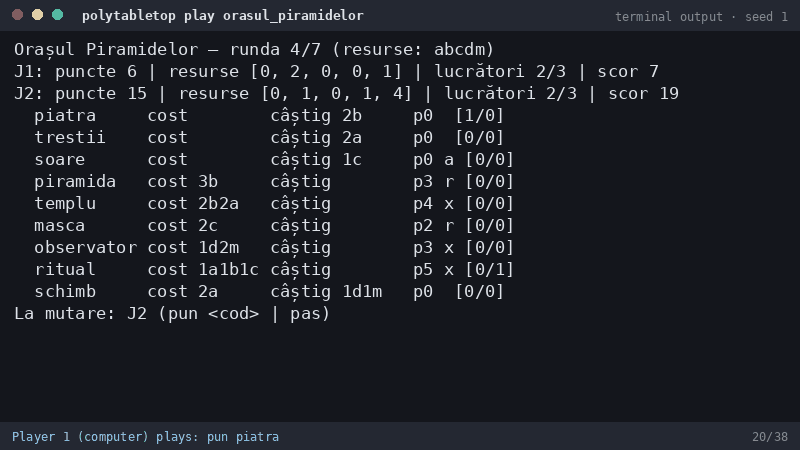 polytabletop play orasul_piramidelor
terminal output · seed 1
Orașul Piramidelor — runda 4/7 (resurse: abcdm)
J1: puncte 6 | resurse [0, 2, 0, 0, 1] | lucrători 2/3 | scor 7
J2: puncte 15 | resurse [0, 1, 0, 1, 4] | lucrători 2/3 | scor 19
piatra cost câștig 2b p0 [1/0]
trestii cost câștig 2a p0 [0/0]
soare cost câștig 1c p0 a [0/0]
piramida cost 3b câștig p3 r [0/0]
templu cost 2b2a câștig p4 x [0/0]
masca cost 2c câștig p2 r [0/0]
observator cost 1d2m câștig p3 x [0/0]
ritual cost 1a1b1c câștig p5 x [0/1]
schimb cost 2a câștig 1d1m p0 [0/0]
La mutare: J2 (pun <cod> | pas)
Player 1 (computer) plays: pun piatra
20/38